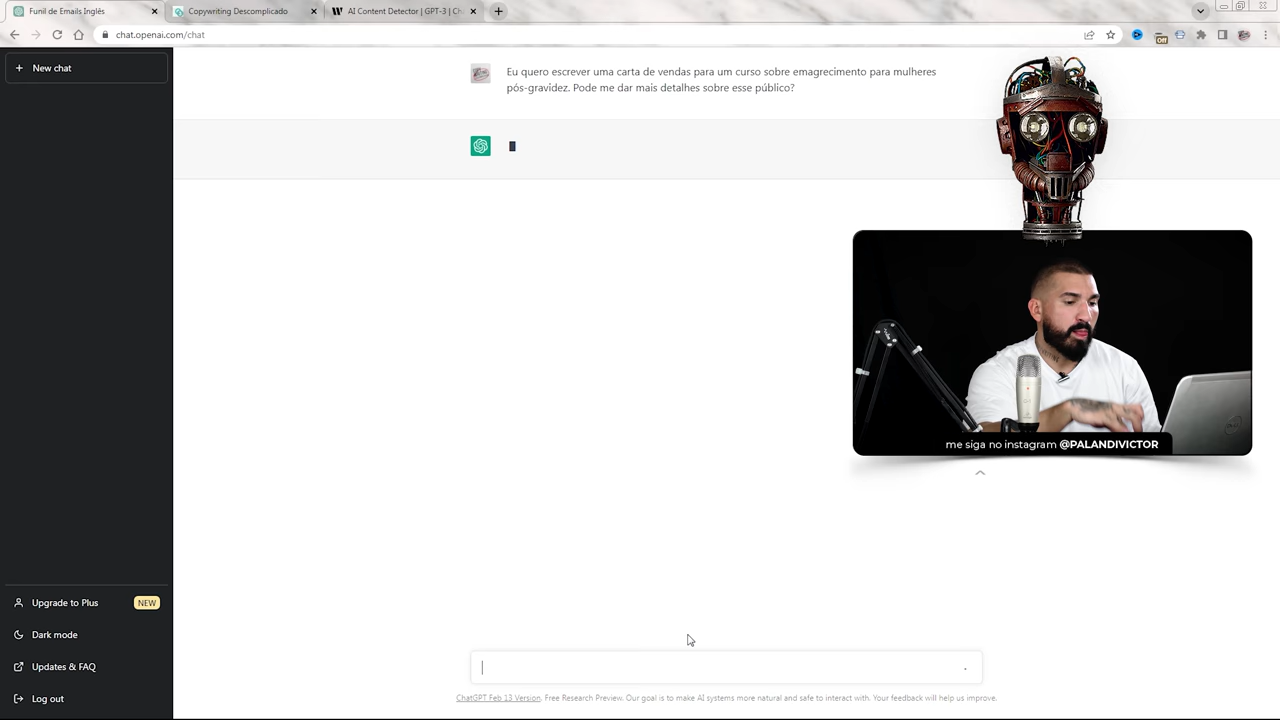 Funil de Emails Inglês
Copywriting Descomplicado
AI Content Detector | GPT-3 | Ch
chat.openai.com/chat
Off
New chat
Eu quero escrever uma carta de vendas para um curso sobre emagrecimento para mulheres
pós-gravidez. Pode me dar mais detalhes sobre esse público?
me siga no instagram @PALANDIVICTOR
Upgrade to Plus NEW
Dark mode
Updates & FAQ
Log out
ChatGPT Feb 13 Version. Free Research Preview. Our goal is to make AI systems more natural and safe to interact with. Your feedback will help us improve.